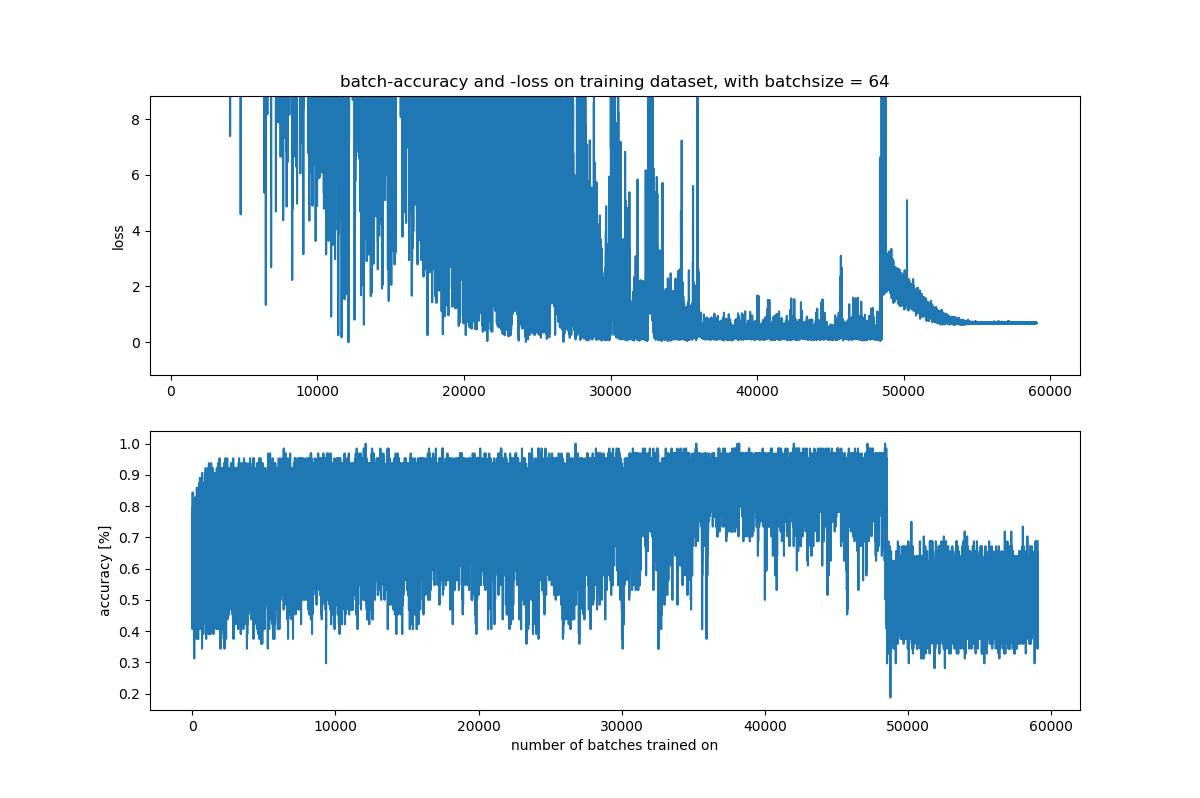 batch-accuracy and -loss on training dataset, with batchsize = 64
8
6
4
2
0
loss
0 10000 20000 30000 40000 50000 60000
1.0
0.9
0.8
0.7
0.6
0.5
0.4
0.3
0.2
accuracy [%]
0 10000 20000 30000 40000 50000 60000
number of batches trained on